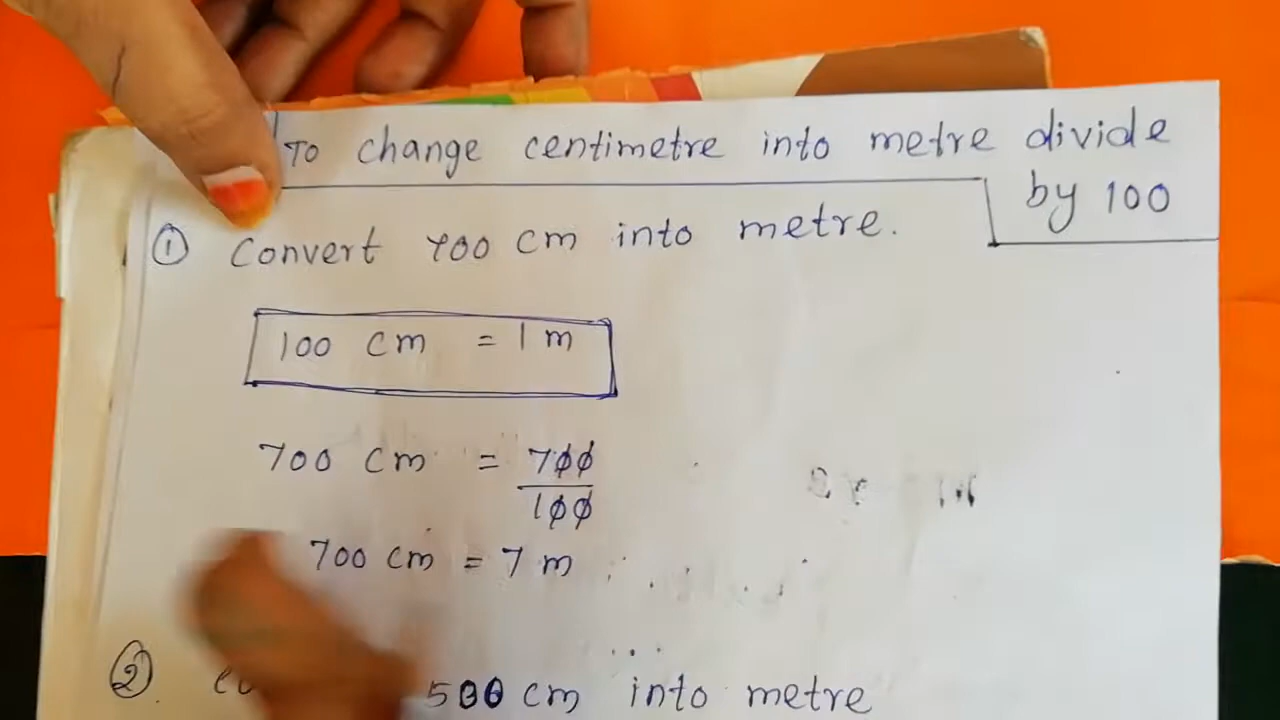 To change centimetre into metre divide
by 100
① Convert 700 cm into metre.
100 cm = 1 m
700 cm = 700
100
700 cm = 7 m
②. 500 cm into metre